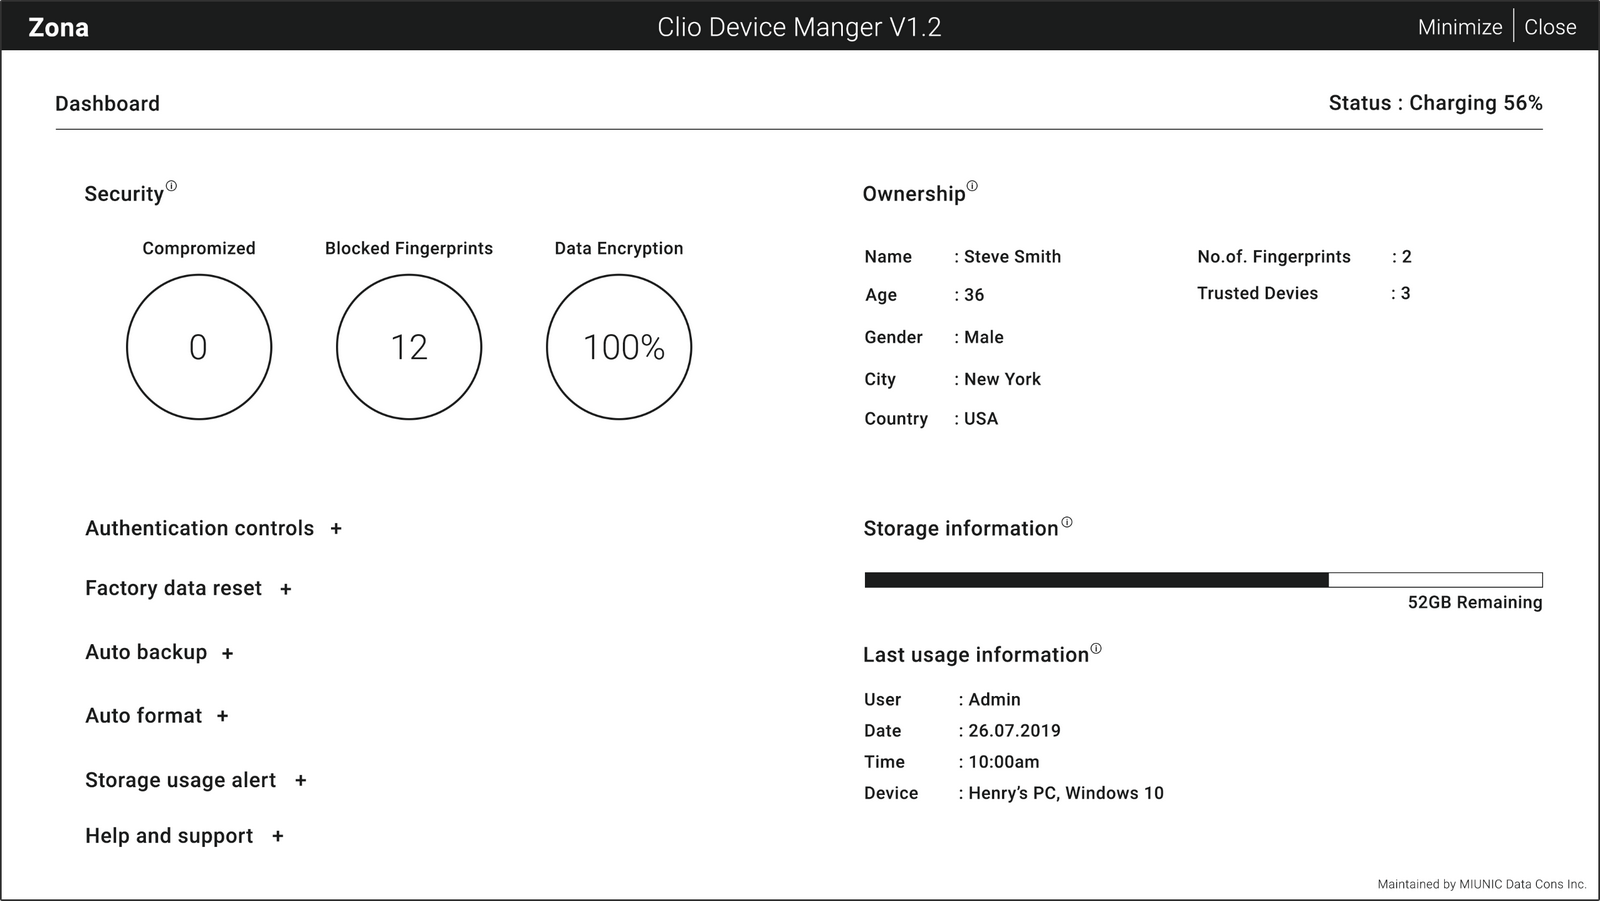 Zona
Clio Device Manger V1.2
Minimize | Close
Dashboard
Status : Charging 56%
Security
Compromized
Blocked Fingerprints
Data Encryption
0
12
100%
Ownership
Name : Steve Smith
Age : 36
Gender : Male
City : New York
Country : USA
No.of. Fingerprints : 2
Trusted Devies : 3
Authentication controls +
Factory data reset +
Auto backup +
Auto format +
Storage usage alert +
Help and support +
Storage information
52GB Remaining
Last usage information
User : Admin
Date : 26.07.2019
Time : 10:00am
Device : Henry’s PC, Windows 10
Maintained by MIUNIC Data Cons Inc.